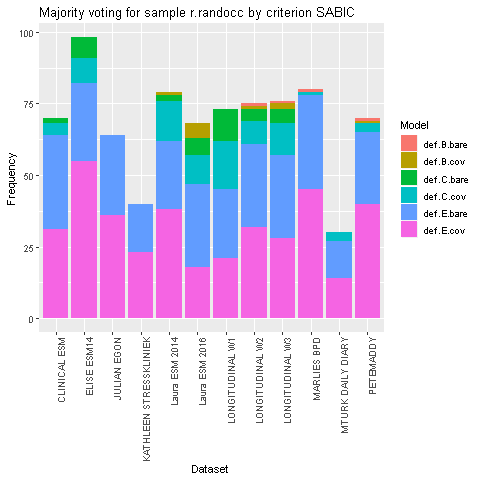 Majority voting for sample r.randocc by criterion SABIC
100
75
50
25
0
Frequency
CLINICAL ESM
ELISE ESM14
JULIAN EGON
KATHLEEN STRESSKLINIEK
Laura ESM 2014
Laura ESM 2016
LONGITUDINAL W1
LONGITUDINAL W2
LONGITUDINAL W3
MARLIES BPD
MTURK DAILY DIARY
PETEMADDY
Dataset
Model
def.B.bare
def.B.cov
def.C.bare
def.C.cov
def.E.bare
def.E.cov